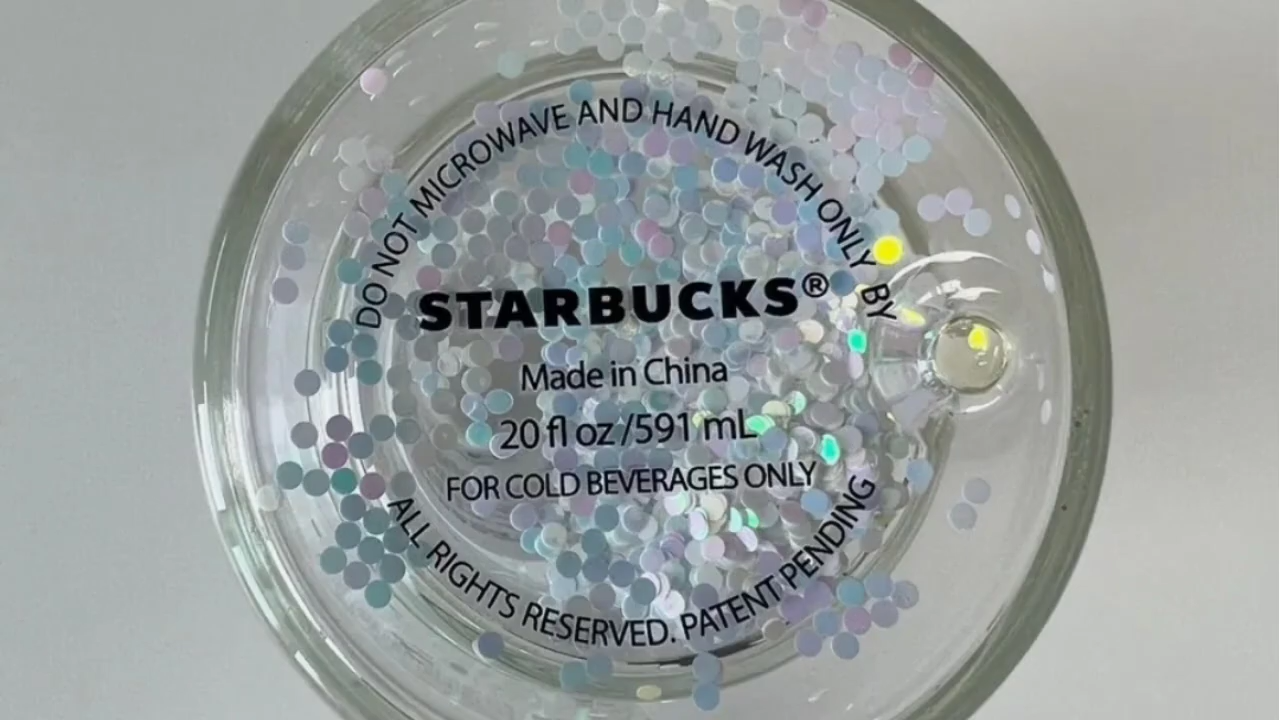 DO NOT MICROWAVE AND HAND WASH ONLY BY
STARBUCKS®
Made in China
20 fl oz/591 mL
FOR COLD BEVERAGES ONLY
ALL RIGHTS RESERVED. PATENT PENDING